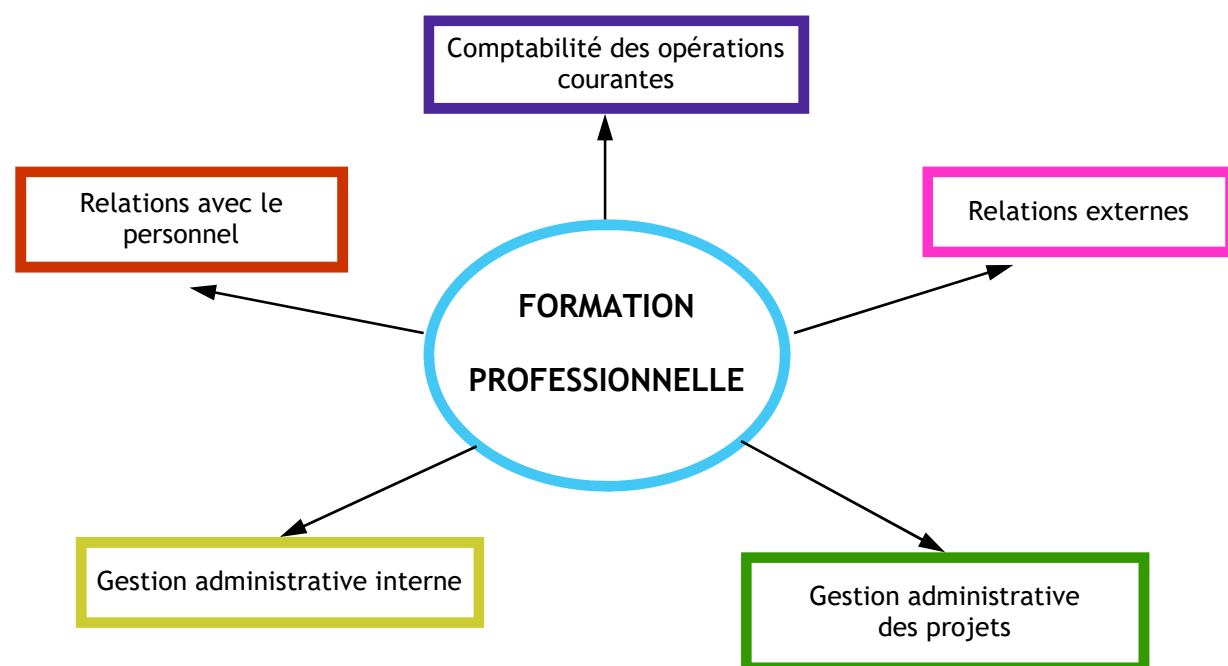 Comptabilité des opérations
courantes
Relations avec le
personnel
Relations externes
FORMATION
PROFESSIONNELLE
Gestion administrative interne
Gestion administrative
des projets